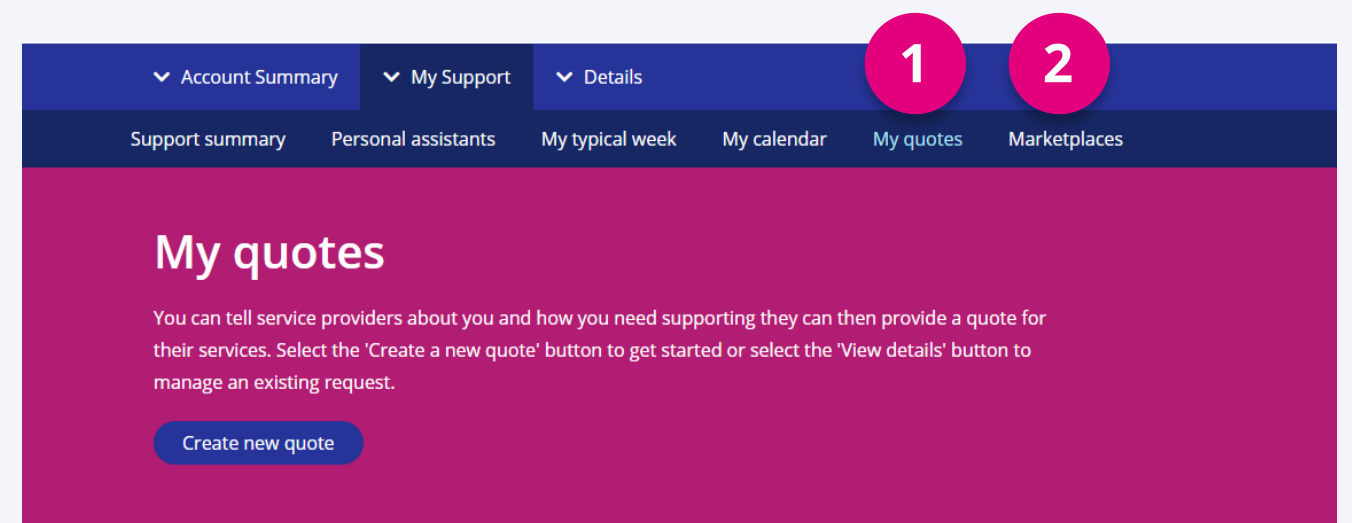 1 2
Account Summary My Support Details
Support summary Personal assistants My typical week My calendar My quotes Marketplaces
My quotes
You can tell service providers about you and how you need supporting they can then provide a quote for
their services. Select the 'Create a new quote' button to get started or select the 'View details' button to
manage an existing request.
Create new quote